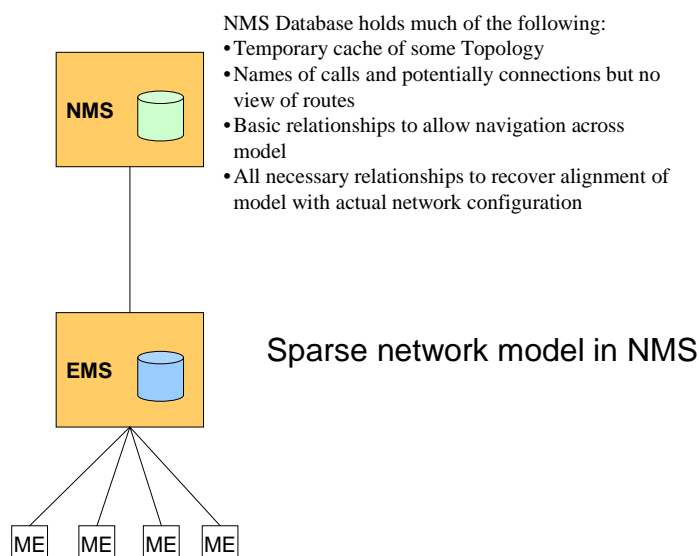 NMS Database holds much of the following:
•Temporary cache of some Topology
•Names of calls and potentially connections but no
view of routes
•Basic relationships to allow navigation across
model
•All necessary relationships to recover alignment of
model with actual network configuration
NMS
Sparse network model in NMS
EMS
ME ME ME ME